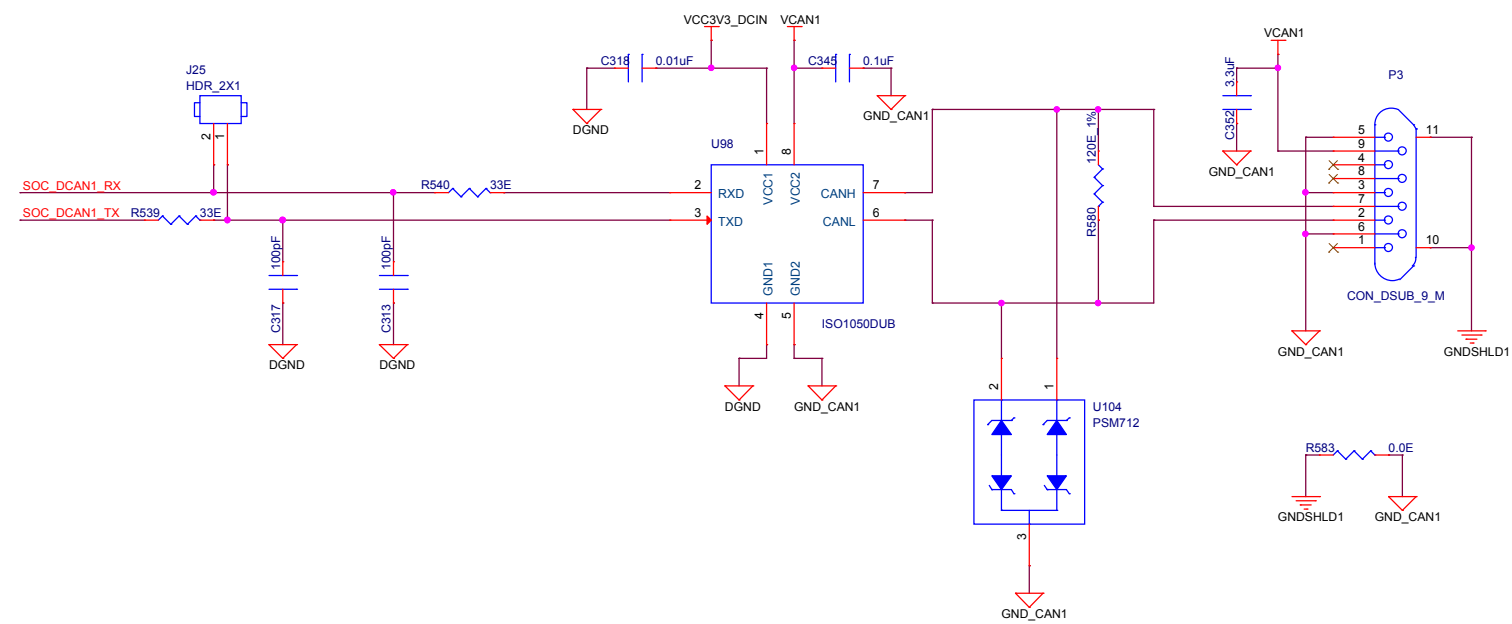 VCC3V3_DCIN
VCAN1
VCAN1
C318
0.01uF
C345
0.1uF
J25
HDR_2X1
2
1
DGND
GND_CAN1
3.3uF
C352
GND_CAN1
P3
U98
1
8
VCC1
VCC2
SOC_DCAN1_RX
R540
33E
2
RXD
CANH
7
SOC_DCAN1_TX
R539
33E
3
TXD
CANL
6
GND1
GND2
4
5
ISO1050DUB
100pF
C317
DGND
100pF
C313
DGND
DGND
GND_CAN1
120E_1%
R580
5
9
4
8
3
7
2
6
1
11
10
CON_DSUB_9_M
GND_CAN1
GNDSHLD1
2
1
U104
PSM712
3
GND_CAN1
R583
0.0E
GNDSHLD1
GND_CAN1